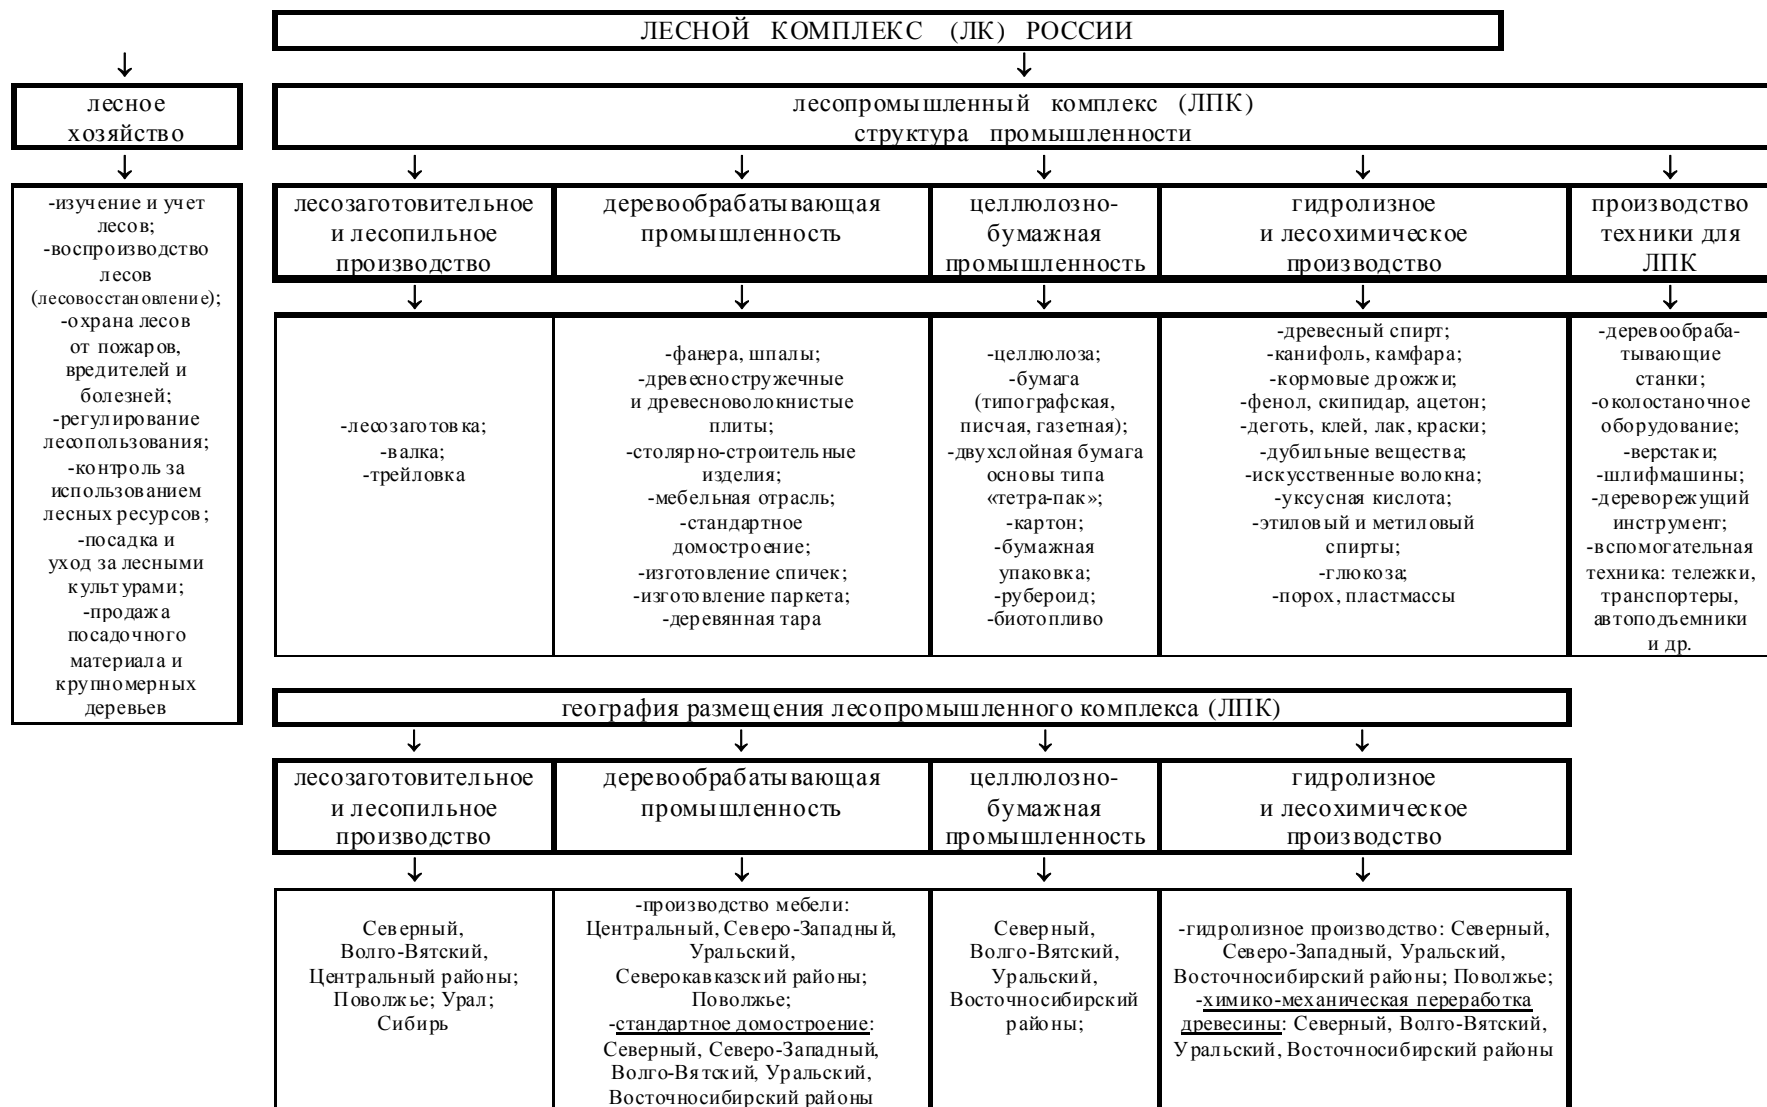 ЛЕСНОЙ КОМПЛЕКС (ЛК) РОССИИ
лесное
хозяйство
лесопромышленный комплекс (ЛПК)
структура промышленности
-изучение и учет
лесов;
-воспроизводство
лесов
(лесовосстановление);
-охрана лесов
от пожаров,
вредителей и
болезней;
-регулирование
лесопользования;
-контроль за
использованием
лесных ресурсов;
-посадка и
уход за лесными
культурами;
-продажа
посадочного
материала и
крупномерных
деревьев
лесозаготовительное
и лесопильное
производство
деревообрабатывающая
промышленность
целлюлозно-
бумажная
промышленность
гидролизное
и лесохимическое
производство
производство
техники для
ЛПК
-лесозаготовка;
-валка;
-трейловка
-фанера, шпалы;
-древесностружечные
и древесноволокнистые
плиты;
-столярно-строительные
изделия;
-мебельная отрасль;
-стандартное
домостроение;
-изготовление спичек;
-изготовление паркета;
-деревянная тара
-целлюлоза;
-бумага
(типографская,
писчая, газетная);
-двухслойная бумага
основы типа
«тетра-пак»;
-картон;
-бумажная
упаковка;
-рубероид;
-биотопливо
-древесный спирт;
-канифоль, камфара;
-кормовые дрожжи;
-фенол, скипидар, ацетон;
-деготь, клей, лак, краски;
-дубильные вещества;
-искусственные волокна;
-уксусная кислота;
-этиловый и метиловый
спирты;
-глюкоза;
-порох, пластмассы
-деревообраба-
тывающие
станки;
-околостаночное
оборудование;
-верстаки;
-шлифмашины;
-дереворежущий
инструмент;
-вспомогательная
техника: тележки,
транспортеры,
автоподъемники
и др.
география размещения лесопромышленного комплекса (ЛПК)
лесозаготовительное
и лесопильное
производство
деревообрабатывающая
промышленность
целлюлозно-
бумажная
промышленность
гидролизное
и лесохимическое
производство
Северный,
Волго-Вятский,
Центральный районы;
Поволжье; Урал;
Сибирь
-производство мебели:
Центральный, Северо-Западный,
Уральский,
Северокавказский районы;
Поволжье;
-стандартное домостроение:
Северный, Северо-Западный,
Волго-Вятский, Уральский,
Восточносибирский районы
Северный,
Волго-Вятский,
Уральский,
Восточносибирский
районы;
-гидролизное производство: Северный,
Северо-Западный, Уральский,
Восточносибирский районы; Поволжье;
-химико-механическая переработка
древесины: Северный, Волго-Вятский,
Уральский, Восточносибирский районы